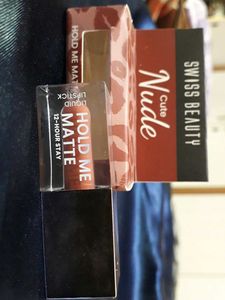 SWISS BEAUTY
Cute
Nude
HOLD ME MATTE
LIQUID
LIPSTICK
HOLD ME
MATTE
12-HOUR STAY